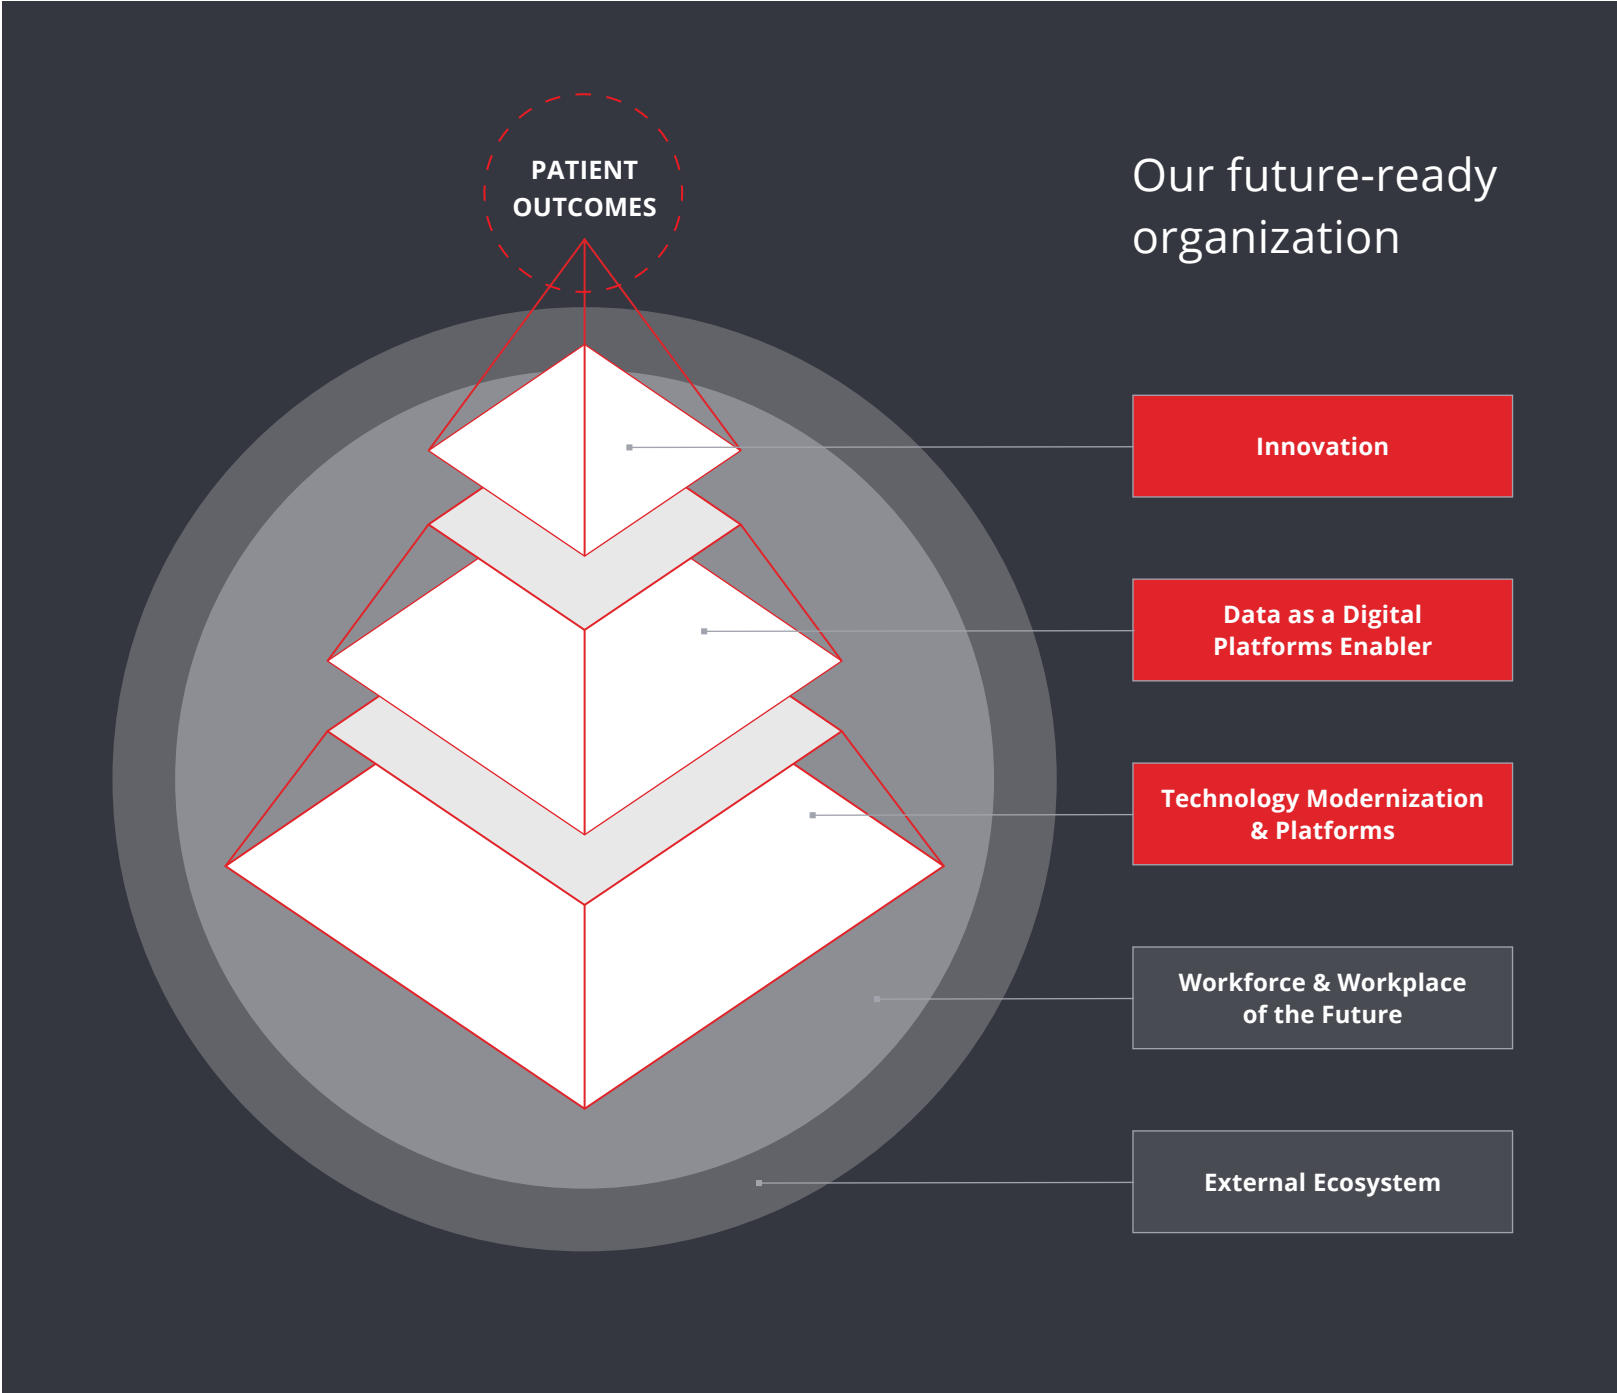 PATIENT
OUTCOMES
Our future-ready
organization
Innovation
Data as a Digital
Platforms Enabler
Technology Modernization
& Platforms
Workforce & Workplace
of the Future
External Ecosystem